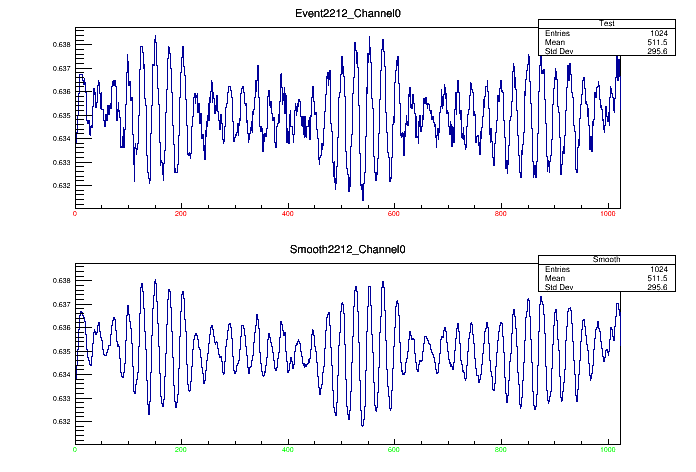 Event2212_Channel0
Test
Entries 1024
Mean 511.5
Std Dev 295.6
0.638
0.637
0.636
0.635
0.634
0.633
0.632
0 200 400 600 800 1000
Smooth2212_Channel0
Smooth
Entries 1024
Mean 511.5
Std Dev 295.6
0.638
0.637
0.636
0.635
0.634
0.633
0.632
0 200 400 600 800 1000